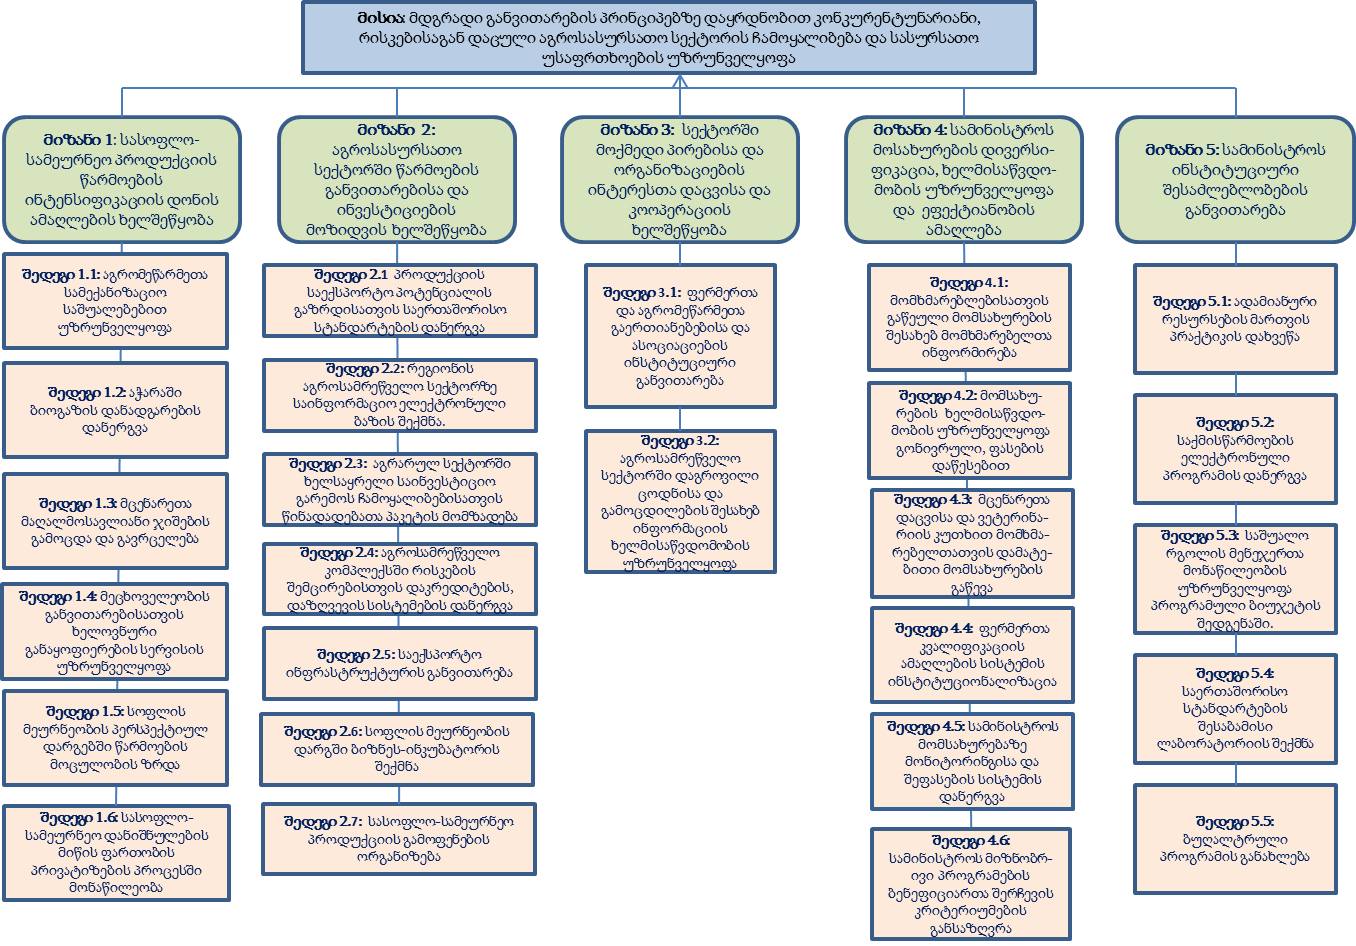 მისია: მდგრადი განვითარების პრინციპებზე დაყრდნობით კონკურენტუნარიანი,
რისკებისაგან დაცული აგროსასურსათო სექტორის ჩამოყალიბება და სასურსათო
უსაფრთხოების უზრუნველყოფა
მიზანი 1: სასოფლო-
სამეურნეო პროდუქციის
წარმოების
ინტენსიფიკაციის დონის
ამაღლების ხელშეწყობა
შედეგი 1.1: აგრომეწარმეთა
სამექანიზაციო
საშუალებებით
უზრუნველყოფა
შედეგი 1.2: აჭარაში
ბიოგაზის დანადგარების
დანერგვა
შედეგი 1.3: მცენარეთა
მაღალმოსავლიანი ჯიშების
გამოცდა და გავრცელება
შედეგი 1.4: მეცხოველეობის
განვითარებისათვის
ხელოვნური
განაყოფიერების სერვისის
უზრუნველყოფა
შედეგი 1.5: სოფლის
მეურნეობის პერსპექტიულ
დარგებში წარმოების
მოცულობის ზრდა
შედეგი 1.6: სასოფლო-
სამეურნეო დანიშნულების
მიწის ფართობის
პრივატიზების პროცესში
მონაწილეობა
მიზანი 2:
აგროსასურსათო
სექტორში წარმოების
განვითარებისა და
ინვესტიციების
მოზიდვის ხელშეწყობა
შედეგი 2.1 პროდუქციის
საექსპორტო პოტენციალის
გაზრდისათვის საერთაშორისო
სტანდარტების დანერგვა
შედეგი 2.2: რეგიონის
აგროსამრეწველო სექტორზე
საინფორმაციო ელექტრონული
ბაზის შექმნა.
შედეგი 2.3: აგრარულ სექტორში
ხელსაყრელი საინვესტიციო
გარემოს ჩამოყალიბებისათვის
წინადადებათა პაკეტის მომზადება
შედეგი 2.4: აგროსამრეწველო
კომპლექსში რისკების
შემცირებისთვის დაკრედიტების,
დაზღვევის სისტემების დანერგვა
შედეგი 2.5: საექსპორტო
ინფრასტრუქტურის განვითარება
შედეგი 2.6: სოფლის მეურნეობის
დარგში ბიზნეს-ინკუბატორის
შექმნა
შედეგი 2.7: სასოფლო-სამეურნეო
პროდუქციის გამოფენების
ორგანიზება
მიზანი 3: სექტორში
მოქმედი პირებისა და
ორგანიზაციების
ინტერესთა დაცვისა და
კოოპერაციის
ხელშეწყობა
შედეგი 3.1: ფერმერთა
და აგრომეწარმეთა
გაერთიანებებისა და
ასოციაციების
ინსტიტუციური
განვითარება
შედეგი 3.2:
აგროსამრეწველო
სექტორში დაგროვილი
ცოდნისა და
გამოცდილების შესახებ
ინფორმაციის
ხელმისაწვდომობის
უზრუნველყოფა
მიზანი 4: სამინისტროს
მოსახურების დივერსი-
ფიკაცია, ხელმისაწვდო-
მობის უზრუნველყოფა
და ეფექტიანობის
ამაღლება
შედეგი 4.1:
მომხმარებლებისათვის
გაწეული მომსახურების
შესახებ მომხმარებელთა
ინფორმირება
შედეგი 4.2: მომსახუ-
რების ხელმისაწვდო-
მობის უზრუნველყოფა
გონივრული, ფასების
დაწესებით
შედეგი 4.3: მცენარეთა
დაცვისა და ვეტერინა-
რიის კუთხით მომხმა-
რებელთათვის დამატე-
ბითი მომსახურების
გაწევა
შედეგი 4.4: ფერმერთა
კვალიფიკაციის
ამაღლების სისტემის
ინსტიტუციონალიზაცია
შედეგი 4.5: სამინისტროს
მომსახურებაზე
მონიტორინგისა და
შეფასების სისტემის
დანერგვა
შედეგი 4.6:
სამინისტროს მიზნობრ-
ივი პროგრამების
ბენეფიციართა შერჩევის
კრიტერიუმების
განსაზღვრა
მიზანი 5: სამინისტროს
ინსტიტუციური
შესაძლებლობების
განვითარება
შედეგი 5.1: ადამიანური
რესურსების მართვის
პრაქტიკის დახვეწა
შედეგი 5.2:
საქმისწარმოების
ელექტრონული
პროგრამის დანერგვა
შედეგი 5.3: საშუალო
რგოლის მენეჯერთა
მონაწილეობის
უზრუნველყოფა
პროგრამული ბიუჯეტის
შედგენაში.
შედეგი 5.4:
საერთაშორისო
სტანდარტების
შესაბამისი
ლაბორატორიის შექმნა
შედეგი 5.5:
ბუღალტრული
პროგრამის განახლება